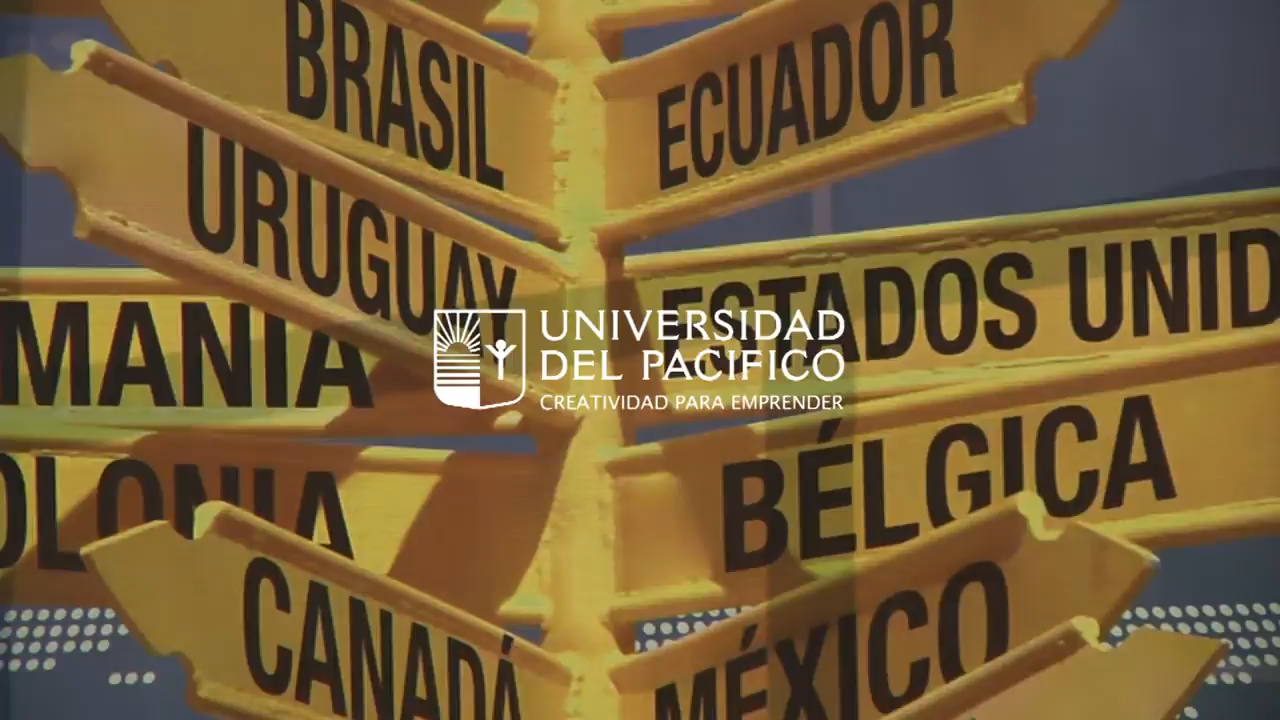 BRASIL
ECUADOR
URUGUAY
ESTADOS UNID
MANIA
UNIVERSIDAD
DEL PACIFICO
CREATIVIDAD PARA EMPRENDER
BÉLGICA
OLONIA
CANADÁ
MÉXICO